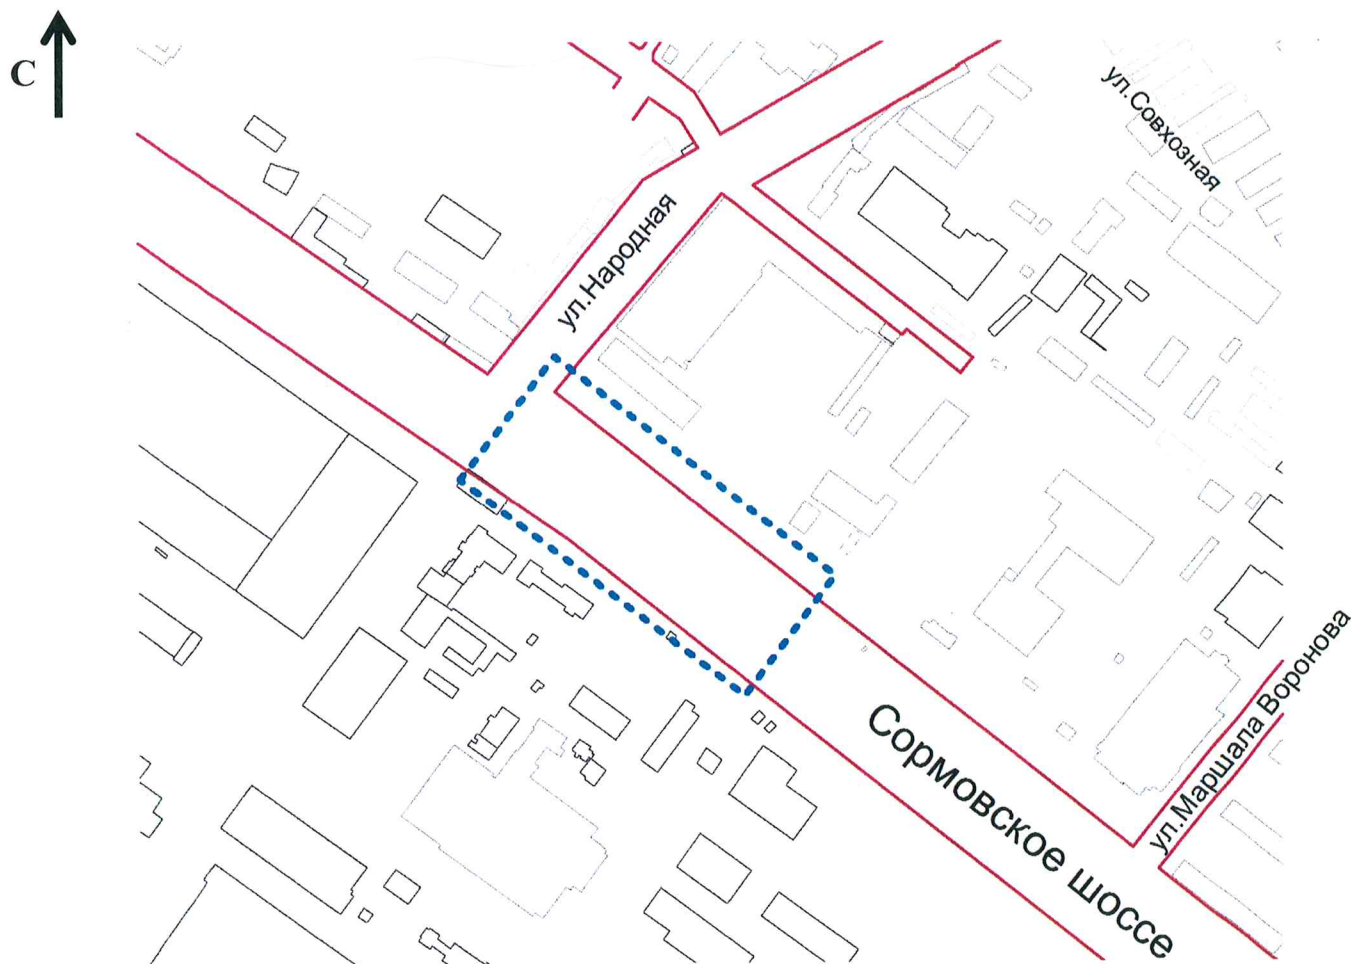 С
ул.Совхозная
ул.Народная
Сормовское шоссе
ул.Маршала Воронова